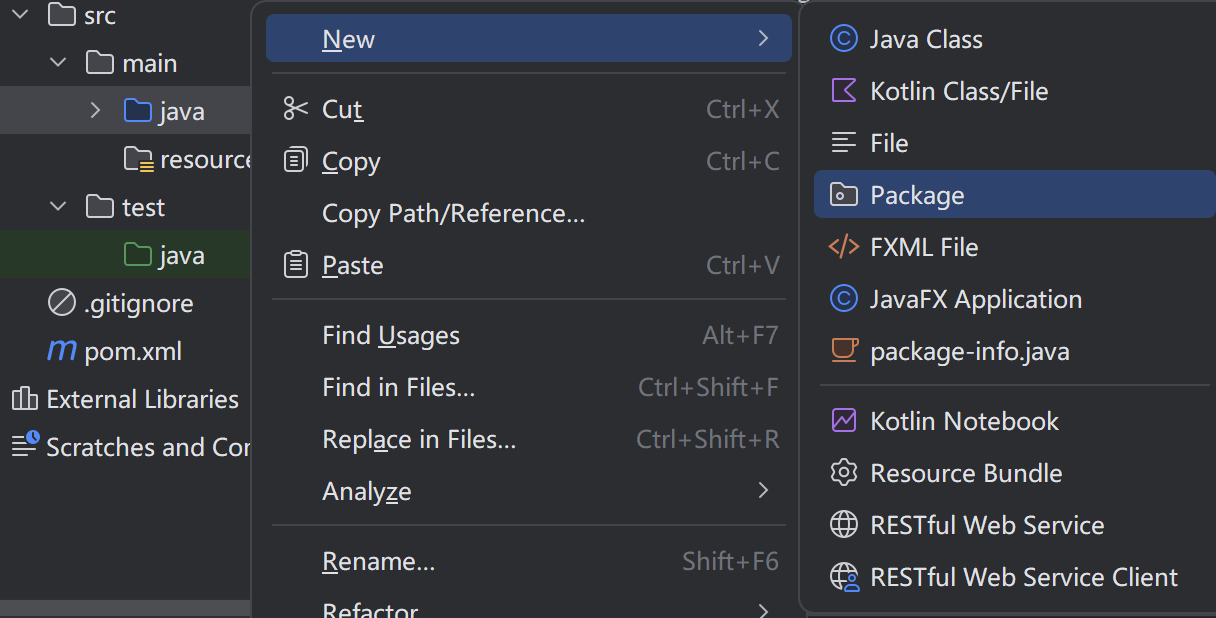 src
main
java
resource
test
java
.gitignore
pom.xml
External Libraries
Scratches and Con
New
Cut Ctrl+X
Copy Ctrl+C
Copy Path/Reference...
Paste Ctrl+V
Find Usages Alt+F7
Find in Files... Ctrl+Shift+F
Replace in Files... Ctrl+Shift+R
Analyze
Rename... Shift+F6
Refactor
Java Class
Kotlin Class/File
File
Package
FXML File
JavaFX Application
package-info.java
Kotlin Notebook
Resource Bundle
RESTful Web Service
RESTful Web Service Client